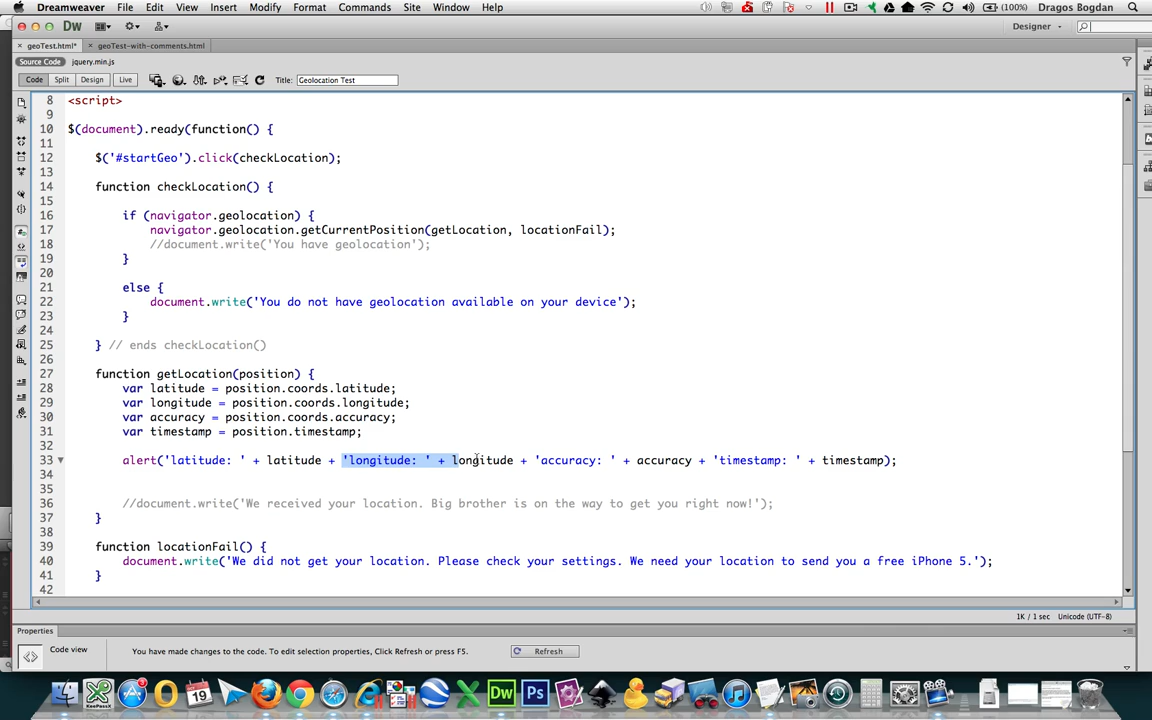 Dreamweaver File Edit View Insert Modify Format Commands Site Window Help (100%) Dragos Bogdan
Dw Designer
geoTest.html* geoTest-with-comments.html
Source Code jquery.min.js
Code Split Design Live Title: Geolocation Test
8 <script>
9
10 $(document).ready(function() {
11
12 $('#startGeo').click(checkLocation);
13
14 function checkLocation() {
15
16 if (navigator.geolocation) {
17 navigator.geolocation.getCurrentPosition(getLocation, locationFail);
18 //document.write('You have geolocation');
19 }
20
21 else {
22 document.write('You do not have geolocation available on your device');
23 }
24
25 } // ends checkLocation()
26
27 function getLocation(position) {
28 var latitude = position.coords.latitude;
29 var longitude = position.coords.longitude;
30 var accuracy = position.coords.accuracy;
31 var timestamp = position.timestamp;
32
33 alert('latitude: ' + latitude + 'longitude: ' + longitude + 'accuracy: ' + accuracy + 'timestamp: ' + timestamp);
34
35
36 //document.write('We received your location. Big brother is on the way to get you right now!');
37 }
38
39 function locationFail() {
40 document.write('We did not get your location. Please check your settings. We need your location to send you a free iPhone 5.');
41 }
42
1K / 1 sec Unicode (UTF-8)
Properties
Code view You have made changes to the code. To edit selection properties, Click Refresh or press F5. Refresh
19 Dw Ps